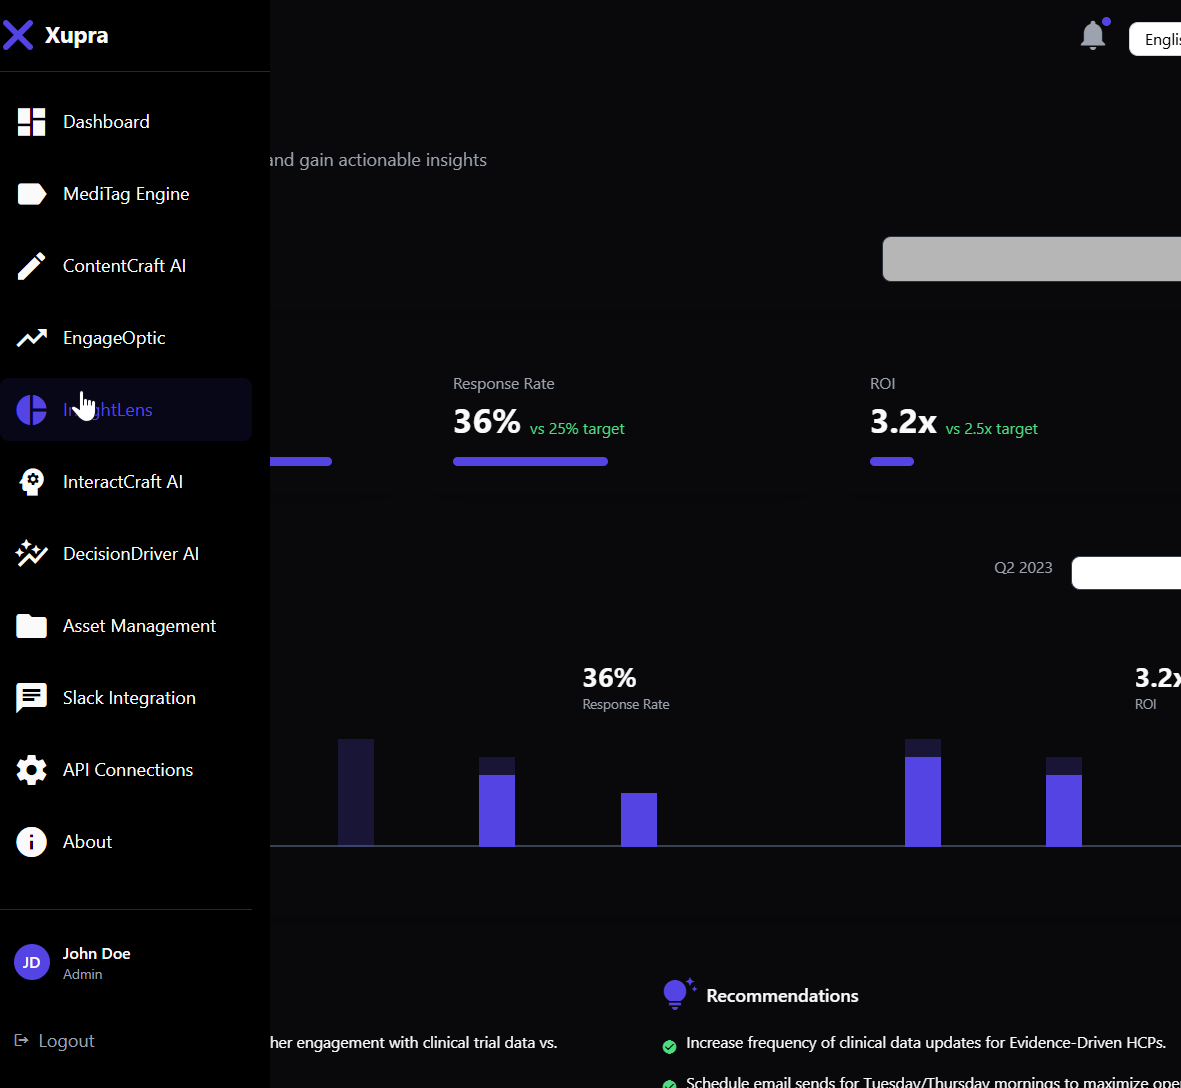 Xupra
Englis
Dashboard
and gain actionable insights
MediTag Engine
ContentCraft AI
EngageOptic
InsightLens
Response Rate
36% vs 25% target
ROI
3.2x vs 2.5x target
InteractCraft AI
DecisionDriver AI
Q2 2023
Asset Management
Slack Integration
36%
Response Rate
3.2x
ROI
API Connections
About
John Doe
JD
Admin
Logout
Recommendations
her engagement with clinical trial data vs.
Increase frequency of clinical data updates for Evidence-Driven HCPs.
Schedule email sends for Tuesday/Thursday mornings to maximize ope